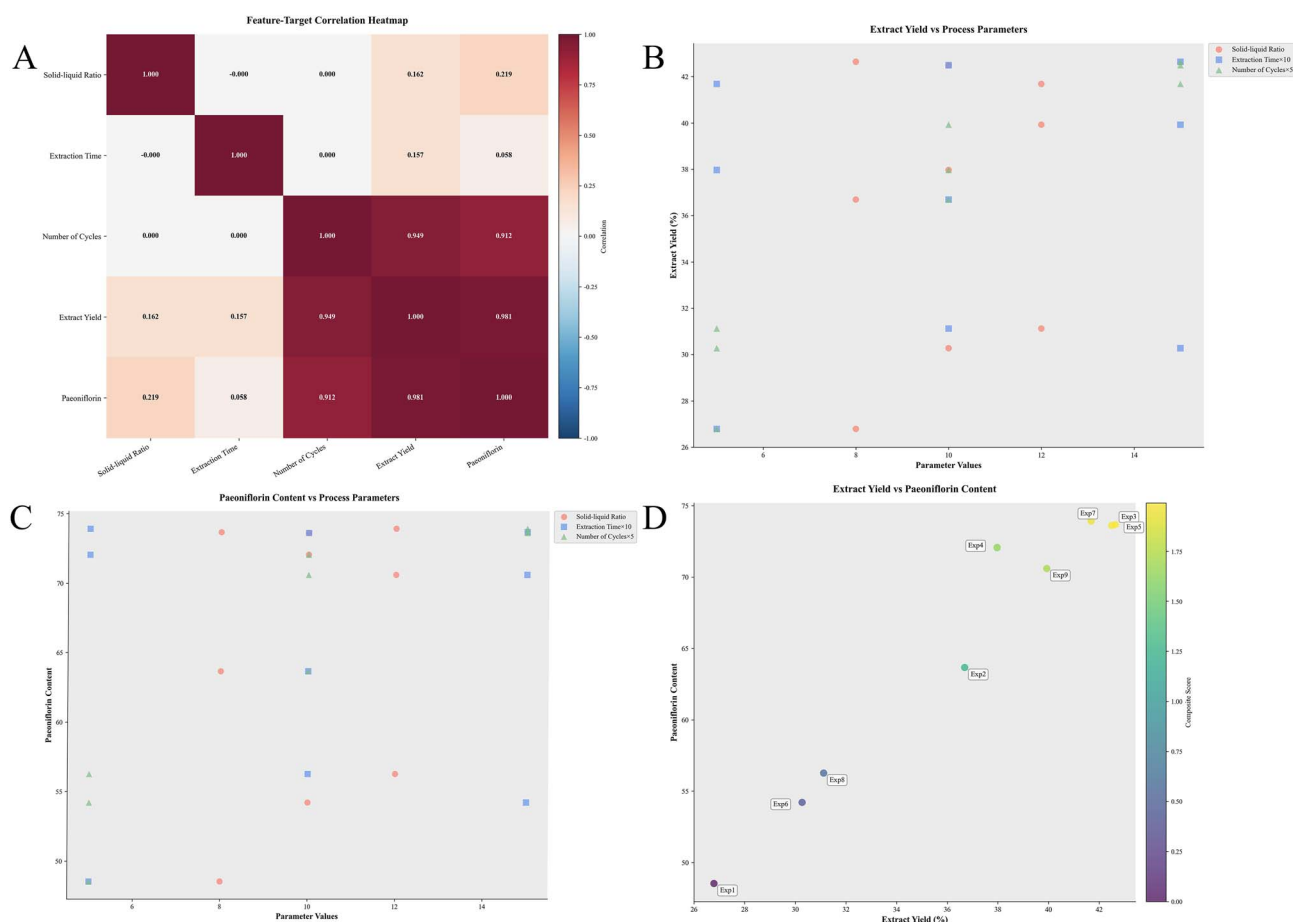 A
Feature-Target Correlation Heatmap
Solid-liquid Ratio 1.000 -0.000 0.000 0.162 0.219
Extraction Time -0.000 1.000 0.000 0.157 0.058
Number of Cycles 0.000 0.000 1.000 0.949 0.912
Extract Yield 0.162 0.157 0.949 1.000 0.981
Paeoniflorin 0.219 0.058 0.912 0.981 1.000
Solid-liquid Ratio Extraction Time Number of Cycles Extract Yield Paeoniflorin
1.00
0.75
0.50
0.25
0.00
-0.25
-0.50
-0.75
-1.00
Correlation
B
Extract Yield vs Process Parameters
Solid-liquid Ratio
Extraction Time×10
Number of Cycles×5
42
40
38
36
34
32
30
28
26
Extract Yield (%)
6 8 10 12 14
Parameter Values
C
Paeoniflorin Content vs Process Parameters
Solid-liquid Ratio
Extraction Time×10
Number of Cycles×5
75
70
65
60
55
50
Paeoniflorin Content
6 8 10 12 14
Parameter Values
D
Extract Yield vs Paeoniflorin Content
75
70
65
60
55
50
Paeoniflorin Content
Exp7
Exp3
Exp5
Exp4
Exp9
Exp2
Exp8
Exp6
Exp1
26 28 30 32 34 36 38 40 42
Extract Yield (%)
1.75
1.50
1.25
1.00
0.75
0.50
0.25
0.00
Composite Score